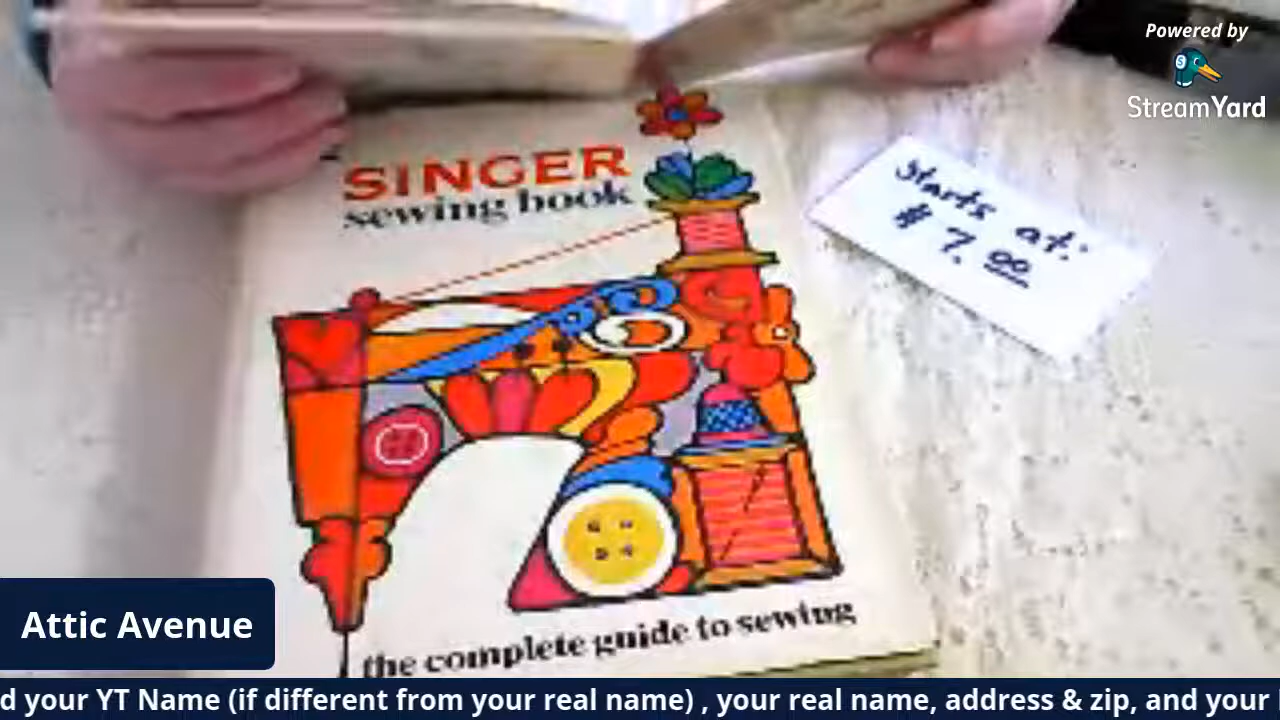 Powered by
StreamYard
SINGER
sewing book
Starts at:
$ 7.00
the complete guide to sewing
Attic Avenue
d your YT Name (if different from your real name) , your real name, address & zip, and your